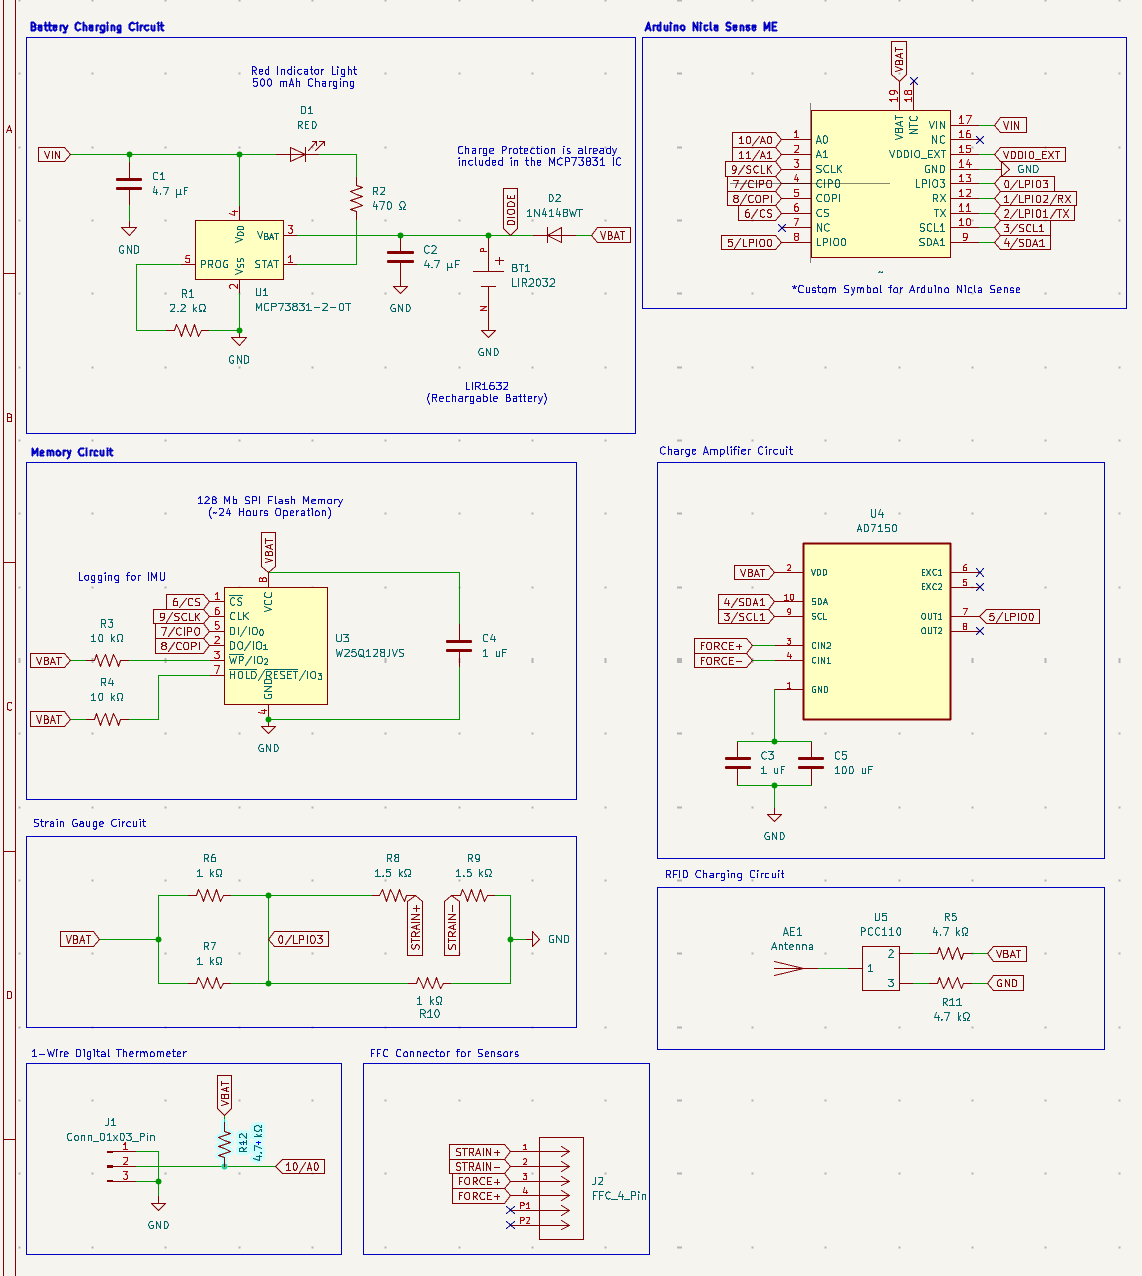 Battery Charging Circuit
Red Indicator Light
500 mAh Charging
D1
RED
Charge Protection is already
included in the MCP73831 IC
VIN
C1
4.7 µF
GND
R2
470 Ω
DIODE
D2
1N4148WT
VBAT
4
VDD
VBAT
3
5
PROG
VSS
STAT
1
2
U1
MCP73831-2-OT
R1
2.2 kΩ
GND
C2
4.7 µF
GND
P
+
BT1
LIR2032
N
GND
LIR1632
(Rechargable Battery)
Arduino Nicla Sense ME
VBAT
19
18
VBAT
NTC
10/A0
1
A0
11/A1
2
A1
9/SCLK
3
SCLK
7/CIPO
4
CIPO
8/COPI
5
COPI
6/CS
6
CS
7
NC
5/LPIO0
8
LPIO0
VIN
17
VIN
NC
16
VDDIO_EXT
15
VDDIO_EXT
GND
14
GND
LPIO3
13
0/LPIO3
RX
12
1/LPIO2/RX
TX
11
2/LPIO1/TX
SCL1
10
3/SCL1
SDA1
9
4/SDA1
~
*Custom Symbol for Arduino Nicla Sense
Memory Circuit
128 Mb SPI Flash Memory
(~24 Hours Operation)
VBAT
8
VCC
Logging for IMU
6/CS
1
CS
9/SCLK
6
CLK
7/CIPO
5
DI/IO0
8/COPI
2
DO/IO1
3
WP/IO2
7
HOLD/RESET/IO3
GND
4
GND
R3
10 kΩ
VBAT
R4
10 kΩ
VBAT
U3
W25Q128JVS
C4
1 uF
Charge Amplifier Circuit
U4
AD7150
VBAT
2
VDD
4/SDA1
10
SDA
3/SCL1
9
SCL
FORCE+
3
CIN2
FORCE-
4
CIN1
1
GND
EXC1
6
EXC2
5
OUT1
7
5/LPIO0
OUT2
8
C3
1 uF
C5
100 uF
GND
Strain Gauge Circuit
R6
1 kΩ
R8
1.5 kΩ
R9
1.5 kΩ
VBAT
0/LPIO3
STRAIN+
STRAIN-
GND
R7
1 kΩ
1 kΩ
R10
RFID Charging Circuit
AE1
Antenna
U5
PCC110
1
2
3
R5
4.7 kΩ
VBAT
GND
R11
4.7 kΩ
1-Wire Digital Thermometer
VBAT
J1
Conn_01x03_Pin
1
2
3
R12
4.7 kΩ
10/A0
GND
FFC Connector for Sensors
STRAIN+
1
STRAIN-
2
FORCE+
3
FORCE+
4
P1
P2
J2
FFC_4_Pin
A
B
C
D